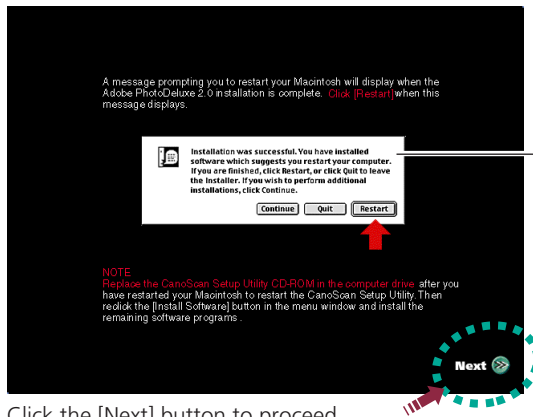 A message prompting you to restart your Macintosh will display when the
Adobe PhotoDeluxe 2.0 installation is complete. Click [Restart] when this
message displays.
Installation was successful. You have installed
software which suggests you restart your computer.
If you are finished, click Restart, or click Quit to leave
the Installer. If you wish to perform additional
installations, click Continue.
Continue Quit Restart
NOTE
Replace the CanoScan Setup Utility CD-ROM in the computer drive after you
have restarted your Macintosh to restart the CanoScan Setup Utility. Then
reclick the [Install Software] button in the menu window and install the
remaining software programs .
Next
Click the [Next] button to proceed